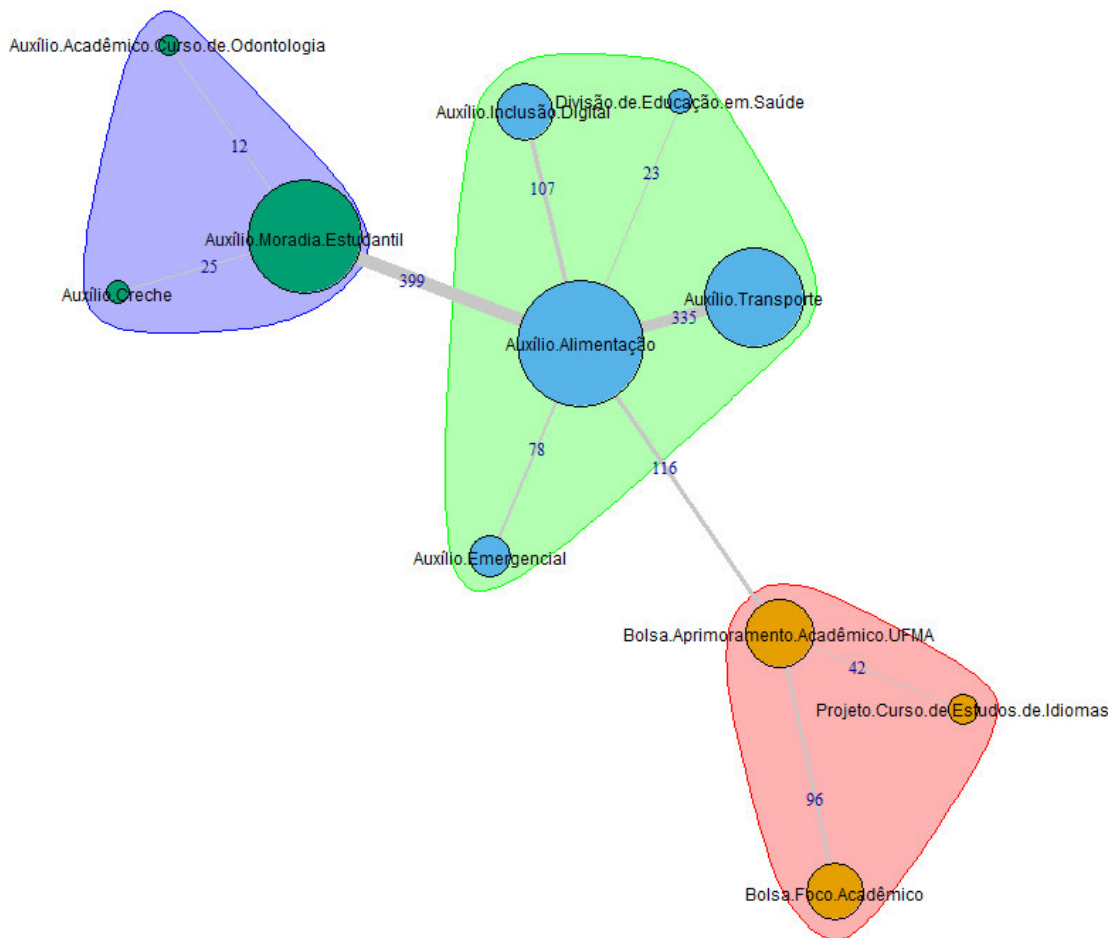 Auxílio.Acadêmico.Curso.de.Odontologia
12
Auxílio.Moradia.Estudantil
25
Auxílio.Creche
399
Auxílio.Inclusão.Digital
Divisão.de.Educação.em.Saúde
107
23
Auxílio.Transporte
335
Auxílio.Alimentação
78
116
Auxílio.Emergencial
Bolsa.Aprimoramento.Acadêmico.UFMA
42
Projeto.Curso.de.Estudos.de.Idiomas
96
Bolsa.Foco.Acadêmico